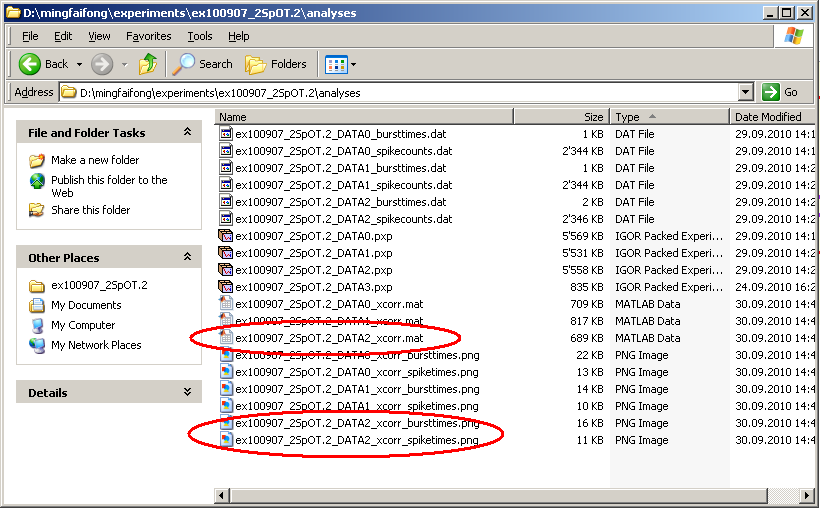 D:\mingfaifong\experiments\ex100907_2SpOT.2\analyses
File Edit View Favorites Tools Help
Back Search Folders
Address D:\mingfaifong\experiments\ex100907_2SpOT.2\analyses Go
File and Folder Tasks
Make a new folder
Publish this folder to the
Web
Share this folder
Other Places
ex100907_2SpOT.2
My Documents
My Computer
My Network Places
Details
Name Size Type Date Modified
ex100907_2SpOT.2_DATA0_bursttimes.dat 1 KB DAT File 29.09.2010 14:1
ex100907_2SpOT.2_DATA0_spikecounts.dat 2'344 KB DAT File 29.09.2010 14:1
ex100907_2SpOT.2_DATA1_bursttimes.dat 1 KB DAT File 29.09.2010 14:2
ex100907_2SpOT.2_DATA1_spikecounts.dat 2'344 KB DAT File 29.09.2010 14:2
ex100907_2SpOT.2_DATA2_bursttimes.dat 2 KB DAT File 29.09.2010 14:2
ex100907_2SpOT.2_DATA2_spikecounts.dat 2'346 KB DAT File 29.09.2010 14:2
ex100907_2SpOT.2_DATA0.pxp 5'569 KB IGOR Packed Experi... 29.09.2010 14:1
ex100907_2SpOT.2_DATA1.pxp 5'531 KB IGOR Packed Experi... 29.09.2010 14:2
ex100907_2SpOT.2_DATA2.pxp 5'558 KB IGOR Packed Experi... 29.09.2010 14:2
ex100907_2SpOT.2_DATA3.pxp 835 KB IGOR Packed Experi... 24.09.2010 16:2
ex100907_2SpOT.2_DATA0_xcorr.mat 709 KB MATLAB Data 30.09.2010 14:4
ex100907_2SpOT.2_DATA1_xcorr.mat 817 KB MATLAB Data 30.09.2010 14:4
ex100907_2SpOT.2_DATA2_xcorr.mat 689 KB MATLAB Data 30.09.2010 14:4
ex100907_2SpOT.2_DATA0_xcorr_bursttimes.png 22 KB PNG Image 30.09.2010 14:4
ex100907_2SpOT.2_DATA0_xcorr_spiketimes.png 13 KB PNG Image 30.09.2010 14:4
ex100907_2SpOT.2_DATA1_xcorr_bursttimes.png 14 KB PNG Image 30.09.2010 14:4
ex100907_2SpOT.2_DATA1_xcorr_spiketimes.png 10 KB PNG Image 30.09.2010 14:4
ex100907_2SpOT.2_DATA2_xcorr_bursttimes.png 16 KB PNG Image 30.09.2010 14:4
ex100907_2SpOT.2_DATA2_xcorr_spiketimes.png 11 KB PNG Image 30.09.2010 14:4